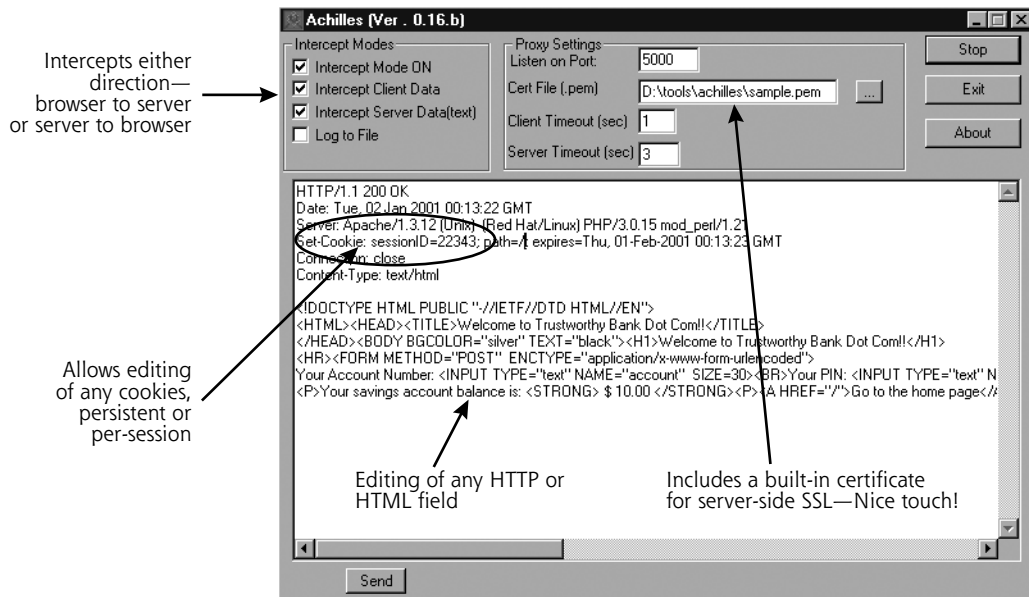 Achilles (Ver . 0.16.b)
Intercepts either
direction—
browser to server
or server to browser
Intercept Modes
Intercept Mode ON
Intercept Client Data
Intercept Server Data(text)
Log to File
Proxy Settings
Listen on Port: 5000
Cert File (.pem) D:\tools\achilles\sample.pem ...
Client Timeout (sec) 1
Server Timeout (sec) 3
Stop
Exit
About
HTTP/1.1 200 OK
Date: Tue, 02 Jan 2001 00:13:22 GMT
Server: Apache/1.3.12 (Unix) (Red Hat/Linux) PHP/3.0.15 mod_perl/1.21
Set-Cookie: sessionID=22343; path=/; expires=Thu, 01-Feb-2001 00:13:23 GMT
Connection: close
Content-Type: text/html
<!DOCTYPE HTML PUBLIC "-//IETF//DTD HTML//EN">
<HTML><HEAD><TITLE>Welcome to Trustworthy Bank Dot Com!!</TITLE>
</HEAD><BODY BGCOLOR="silver" TEXT="black"><H1>Welcome to Trustworthy Bank Dot Com!!</H1>
<HR><FORM METHOD="POST" ENCTYPE="application/x-www-form-urlencoded">
Your Account Number: <INPUT TYPE="text" NAME="account" SIZE=30><BR>Your PIN: <INPUT TYPE="text" N
<P>Your savings account balance is: <STRONG> $ 10.00 </STRONG><P><A HREF="/">Go to the home page</A
Allows editing
of any cookies,
persistent or
per-session
Editing of any HTTP or
HTML field
Includes a built-in certificate
for server-side SSL—Nice touch!
Send